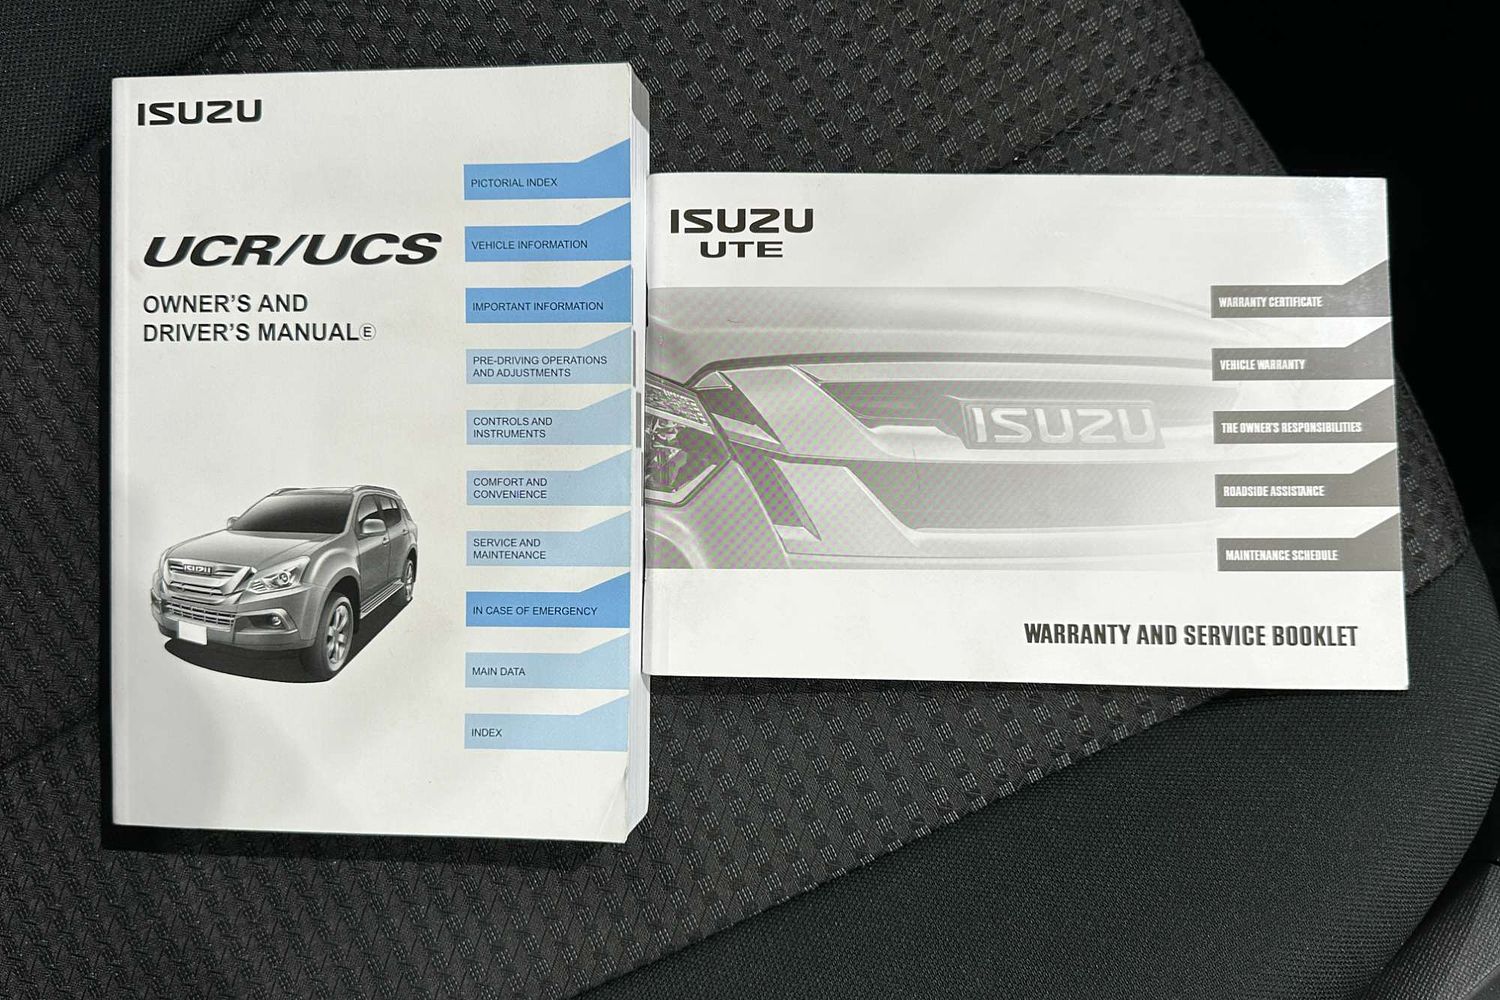 ISUZU
UCR/UCS
OWNER'S AND
DRIVER'S MANUALⒺ
PICTORIAL INDEX
VEHICLE INFORMATION
IMPORTANT INFORMATION
PRE-DRIVING OPERATIONS
AND ADJUSTMENTS
CONTROLS AND
INSTRUMENTS
COMFORT AND
CONVENIENCE
SERVICE AND
MAINTENANCE
IN CASE OF EMERGENCY
MAIN DATA
INDEX
ISUZU
ISUZU
UTE
ISUZU
WARRANTY CERTIFICATE
VEHICLE WARRANTY
THE OWNER'S RESPONSIBILITIES
ROADSIDE ASSISTANCE
MAINTENANCE SCHEDULE
WARRANTY AND SERVICE BOOKLET